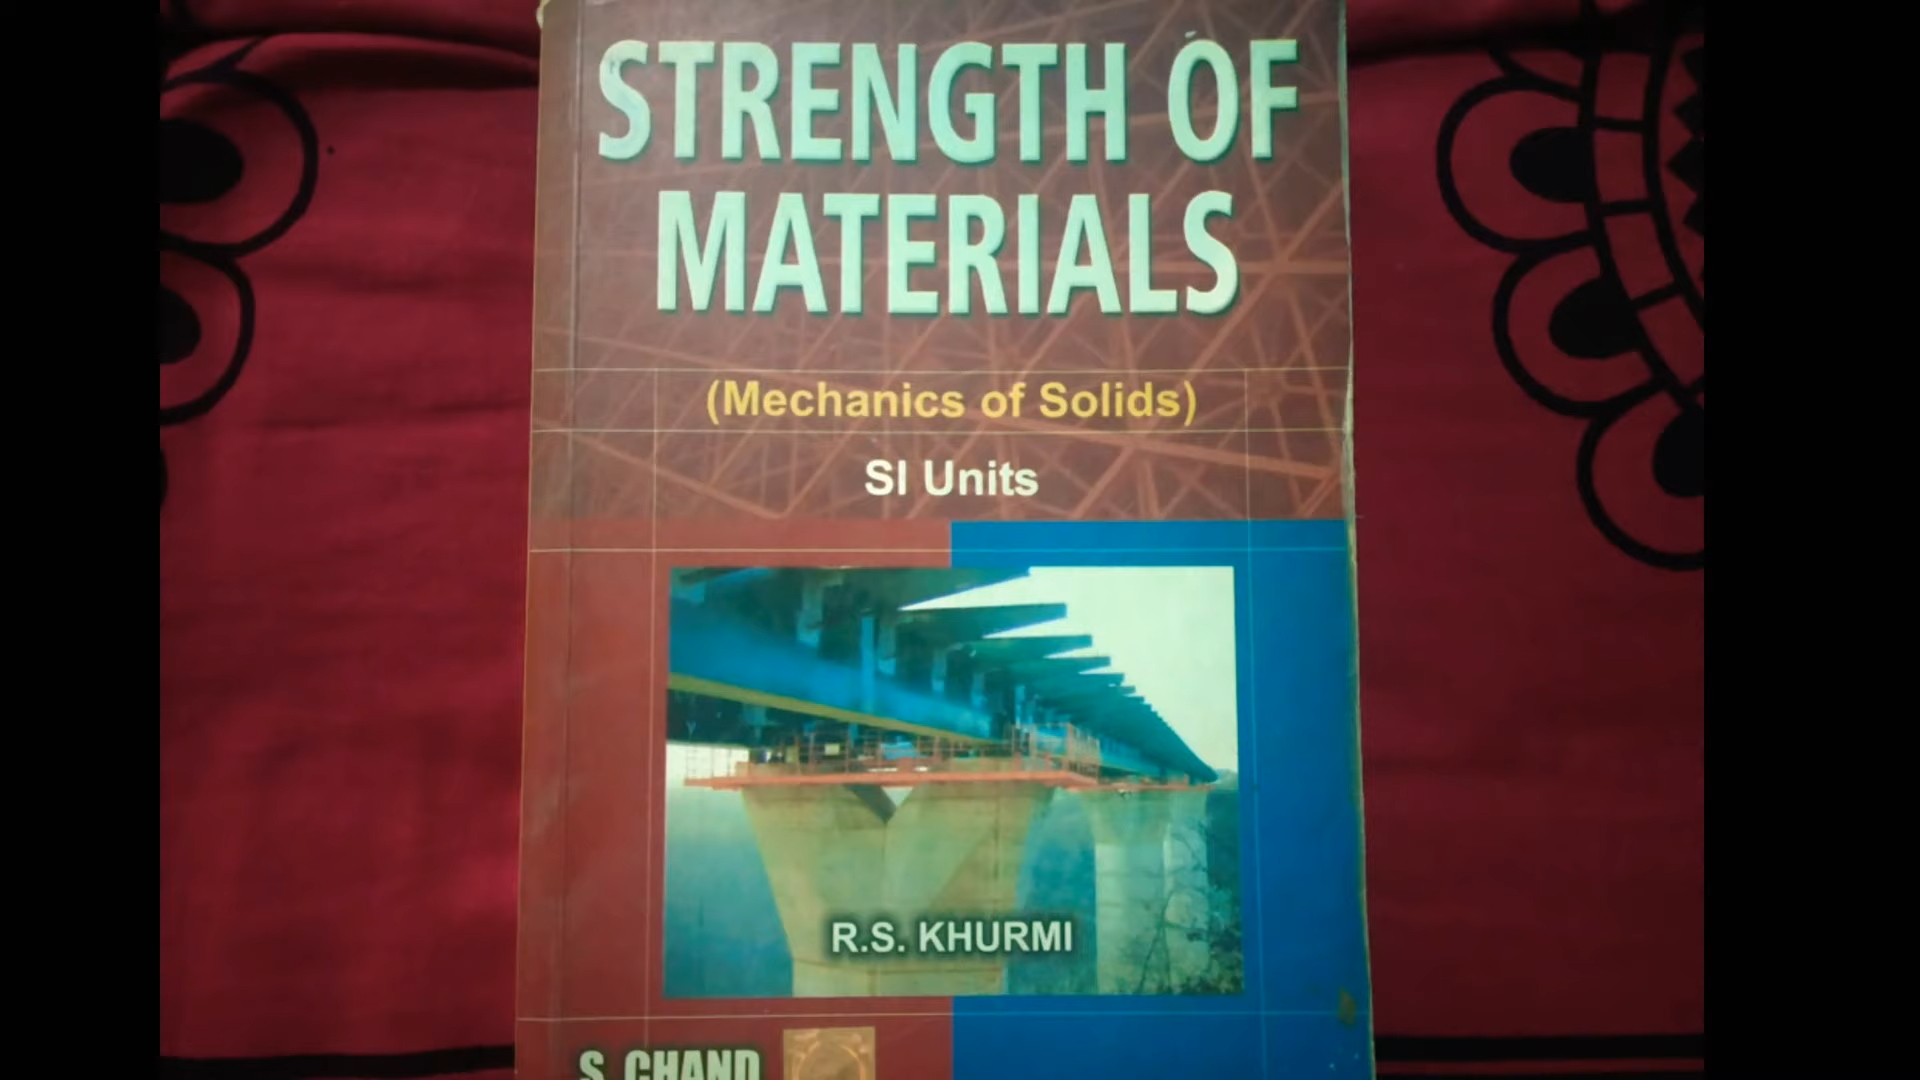 STRENGTH OF
MATERIALS
(Mechanics of Solids)
SI Units
R.S. KHURMI
S. CHAND